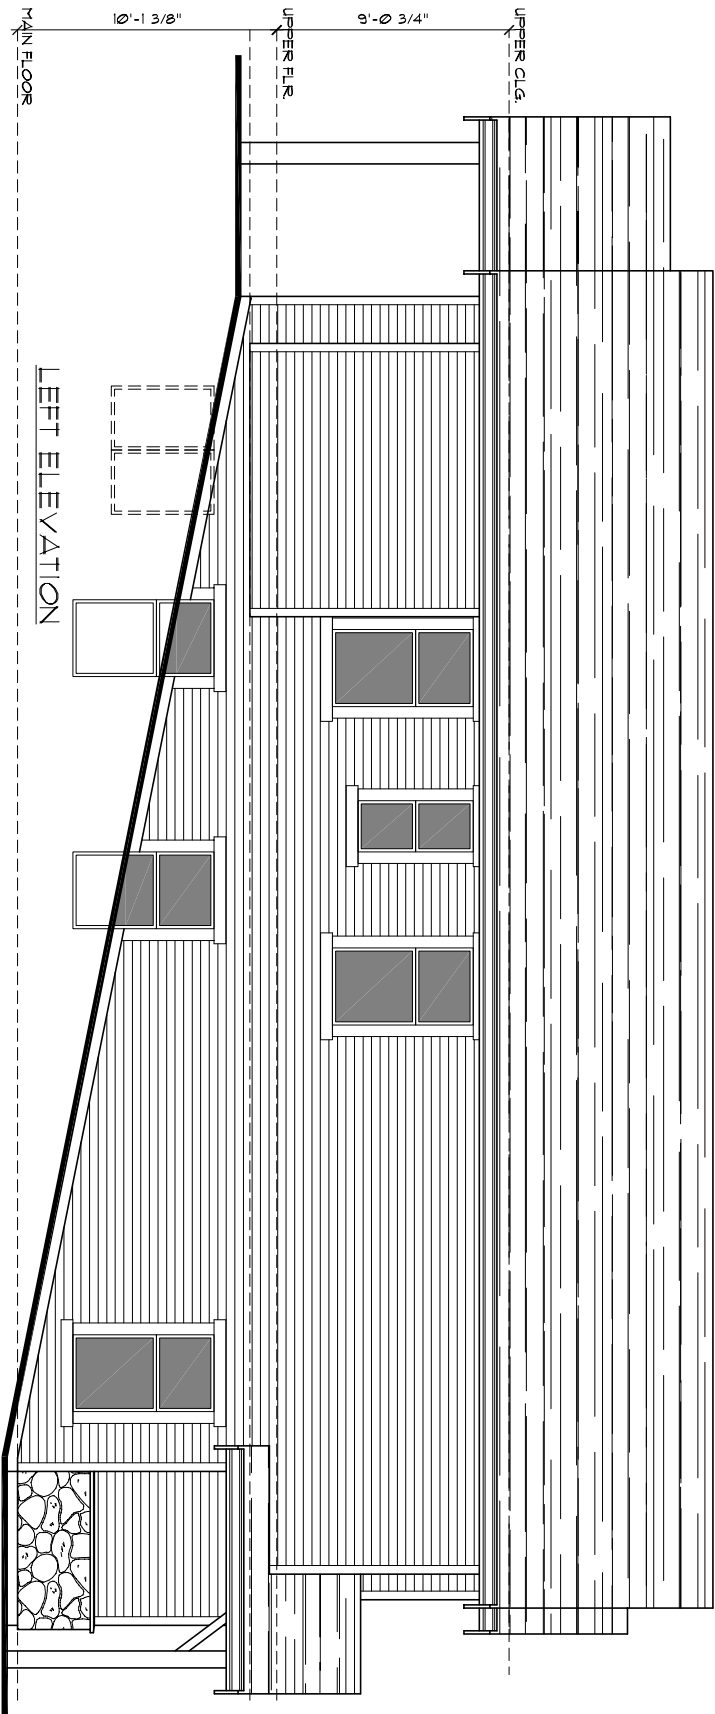 UPPER CLG.
9'-0 3/4"
UPPER FLR.
10'-1 3/8"
MAIN FLOOR
LEFT ELEVATION